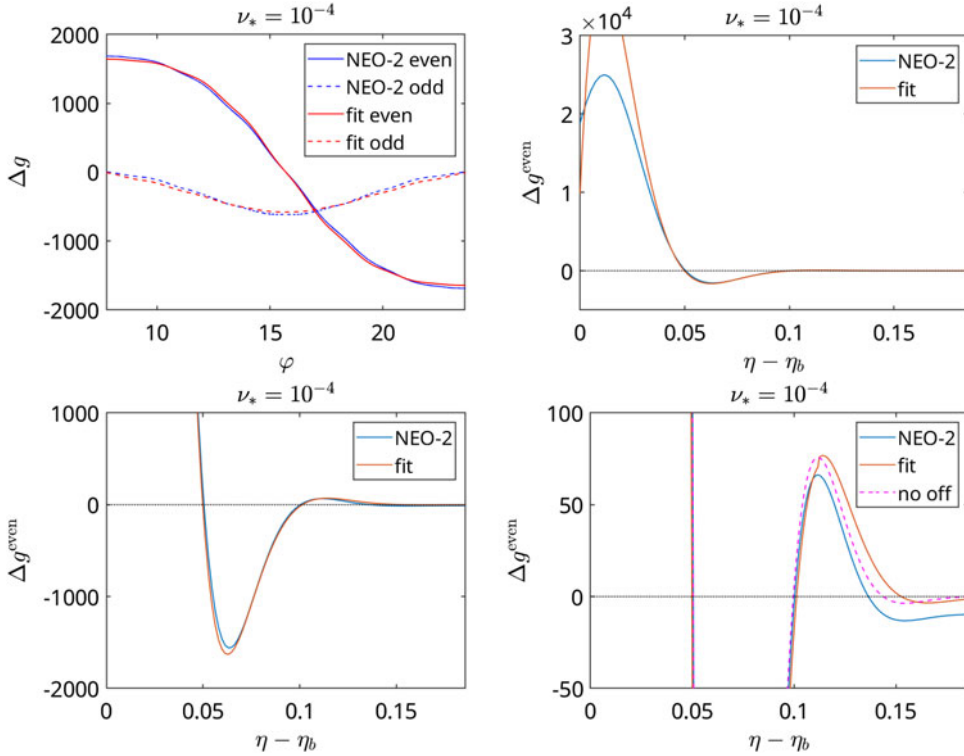 ν* = 10⁻⁴
2000
1000
0
-1000
-2000
Δg
10
15
20
φ
NEO-2 even
NEO-2 odd
fit even
fit odd
×10⁴
ν* = 10⁻⁴
3
2
1
0
Δg^even
0
0.05
0.1
0.15
η − η_b
NEO-2
fit
ν* = 10⁻⁴
1000
0
-1000
-2000
Δg^even
0
0.05
0.1
0.15
η − η_b
NEO-2
fit
ν* = 10⁻⁴
100
50
0
-50
Δg^even
0
0.05
0.1
0.15
η − η_b
NEO-2
fit
no off